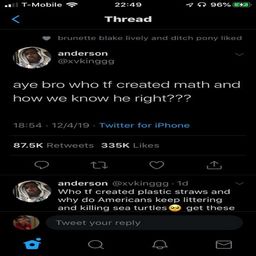 T-Mobile
22:49
96%
Thread
brunette blake lively and ditch pony liked
anderson
@xvkinggg
aye bro who tf created math and
how we know he right???
18:54 · 12/4/19 · Twitter for iPhone
87.5K Retweets 335K Likes
anderson @xvkinggg · 1d
Who tf created plastic straws and
why do Americans keep littering
and killing sea turtles🥺 get these
Tweet your reply